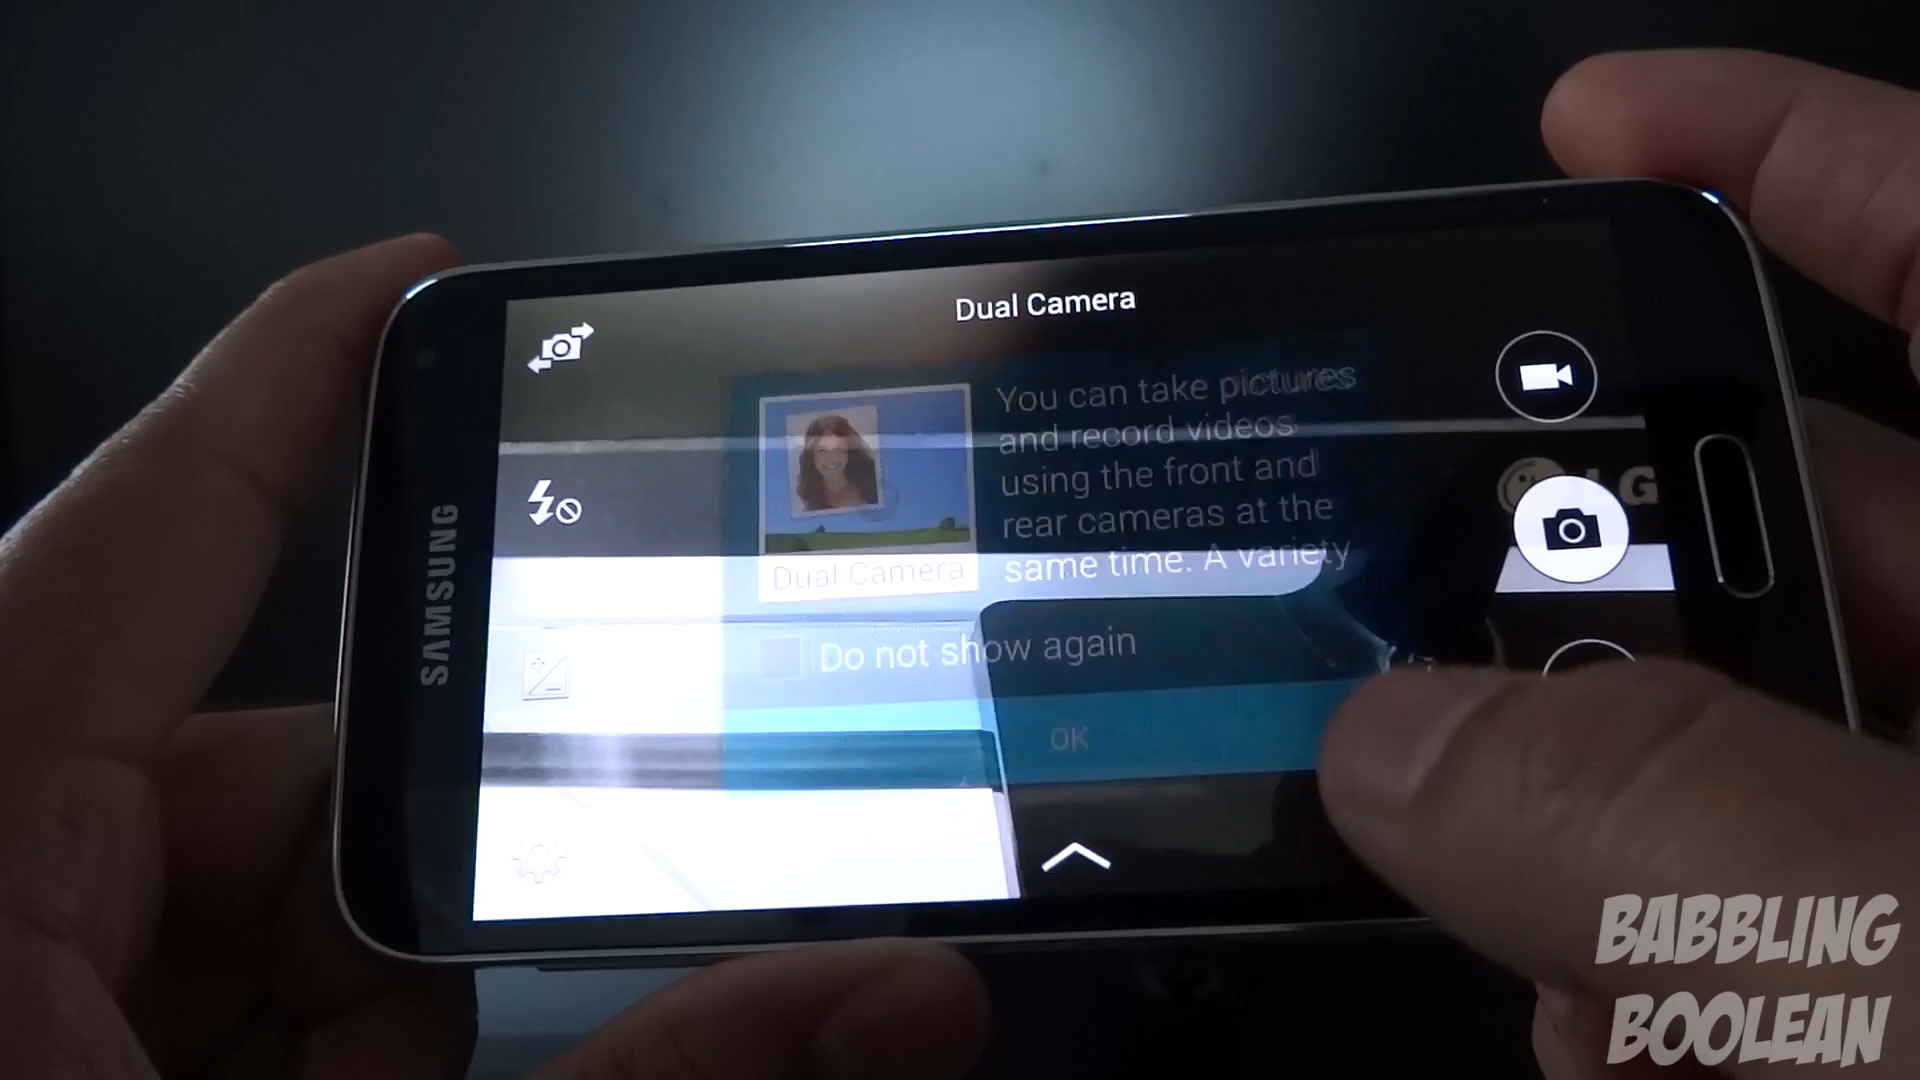 Dual Camera
You can take pictures
and record videos
using the front and
rear cameras at the
same time. A variety
Dual Camera
Do not show again
OK
SAMSUNG
LG
BABBLING
BOOLEAN